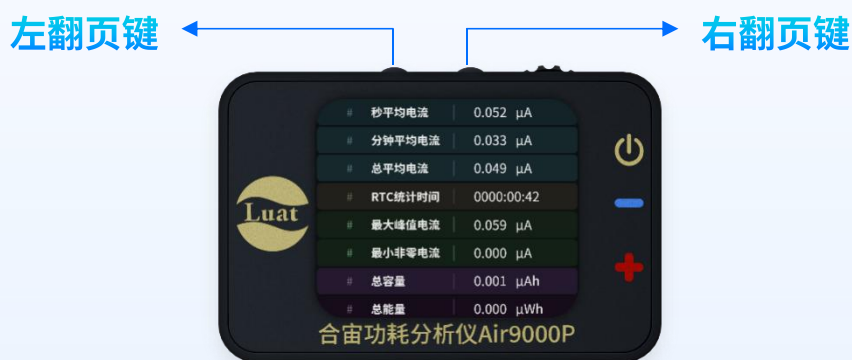 左翻页键 右翻页键
# 秒平均电流 0.052 μA
# 分钟平均电流 0.033 μA
# 总平均电流 0.049 μA
# RTC统计时间 0000:00:42
# 最大峰值电流 0.059 μA
# 最小非零电流 0.000 μA
# 总容量 0.001 μAh
# 总能量 0.000 μWh
Luat
合宙功耗分析仪Air9000P